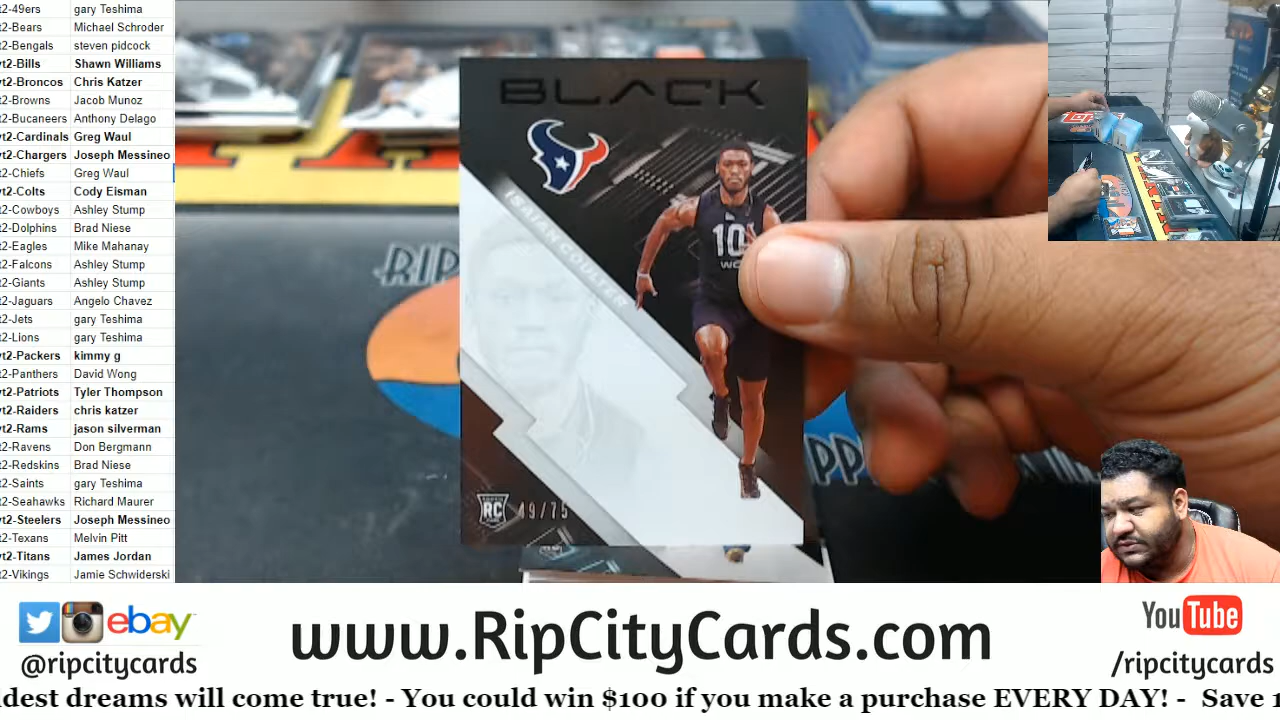 t2-49ers gary Teshima
t2-Bears Michael Schroder
t2-Bengals steven pidcock
t2-Bills Shawn Williams
t2-Broncos Chris Katzer
t2-Browns Jacob Munoz
t2-Bucaneers Anthony Delago
t2-Cardinals Greg Waul
t2-Chargers Joseph Messineo
t2-Chiefs Greg Waul
t2-Colts Cody Eisman
t2-Cowboys Ashley Stump
t2-Dolphins Brad Niese
t2-Eagles Mike Mahanay
t2-Falcons Ashley Stump
t2-Giants Ashley Stump
t2-Jaguars Angelo Chavez
t2-Jets gary Teshima
t2-Lions gary Teshima
t2-Packers kimmy g
t2-Panthers David Wong
t2-Patriots Tyler Thompson
t2-Raiders chris katzer
t2-Rams jason silverman
t2-Ravens Don Bergmann
t2-Redskins Brad Niese
t2-Saints gary Teshima
t2-Seahawks Richard Maurer
t2-Steelers Joseph Messineo
t2-Texans Melvin Pitt
t2-Titans James Jordan
t2-Vikings Jamie Schwiderski
BLACK
ISAIAH COULTER
10
WO
RC 49/75
RIP
PP
ebay
@ripcitycards
www.RipCityCards.com
YouTube
/ripcitycards
ldest dreams will come true! - You could win $100 if you make a purchase EVERY DAY! - Save 1